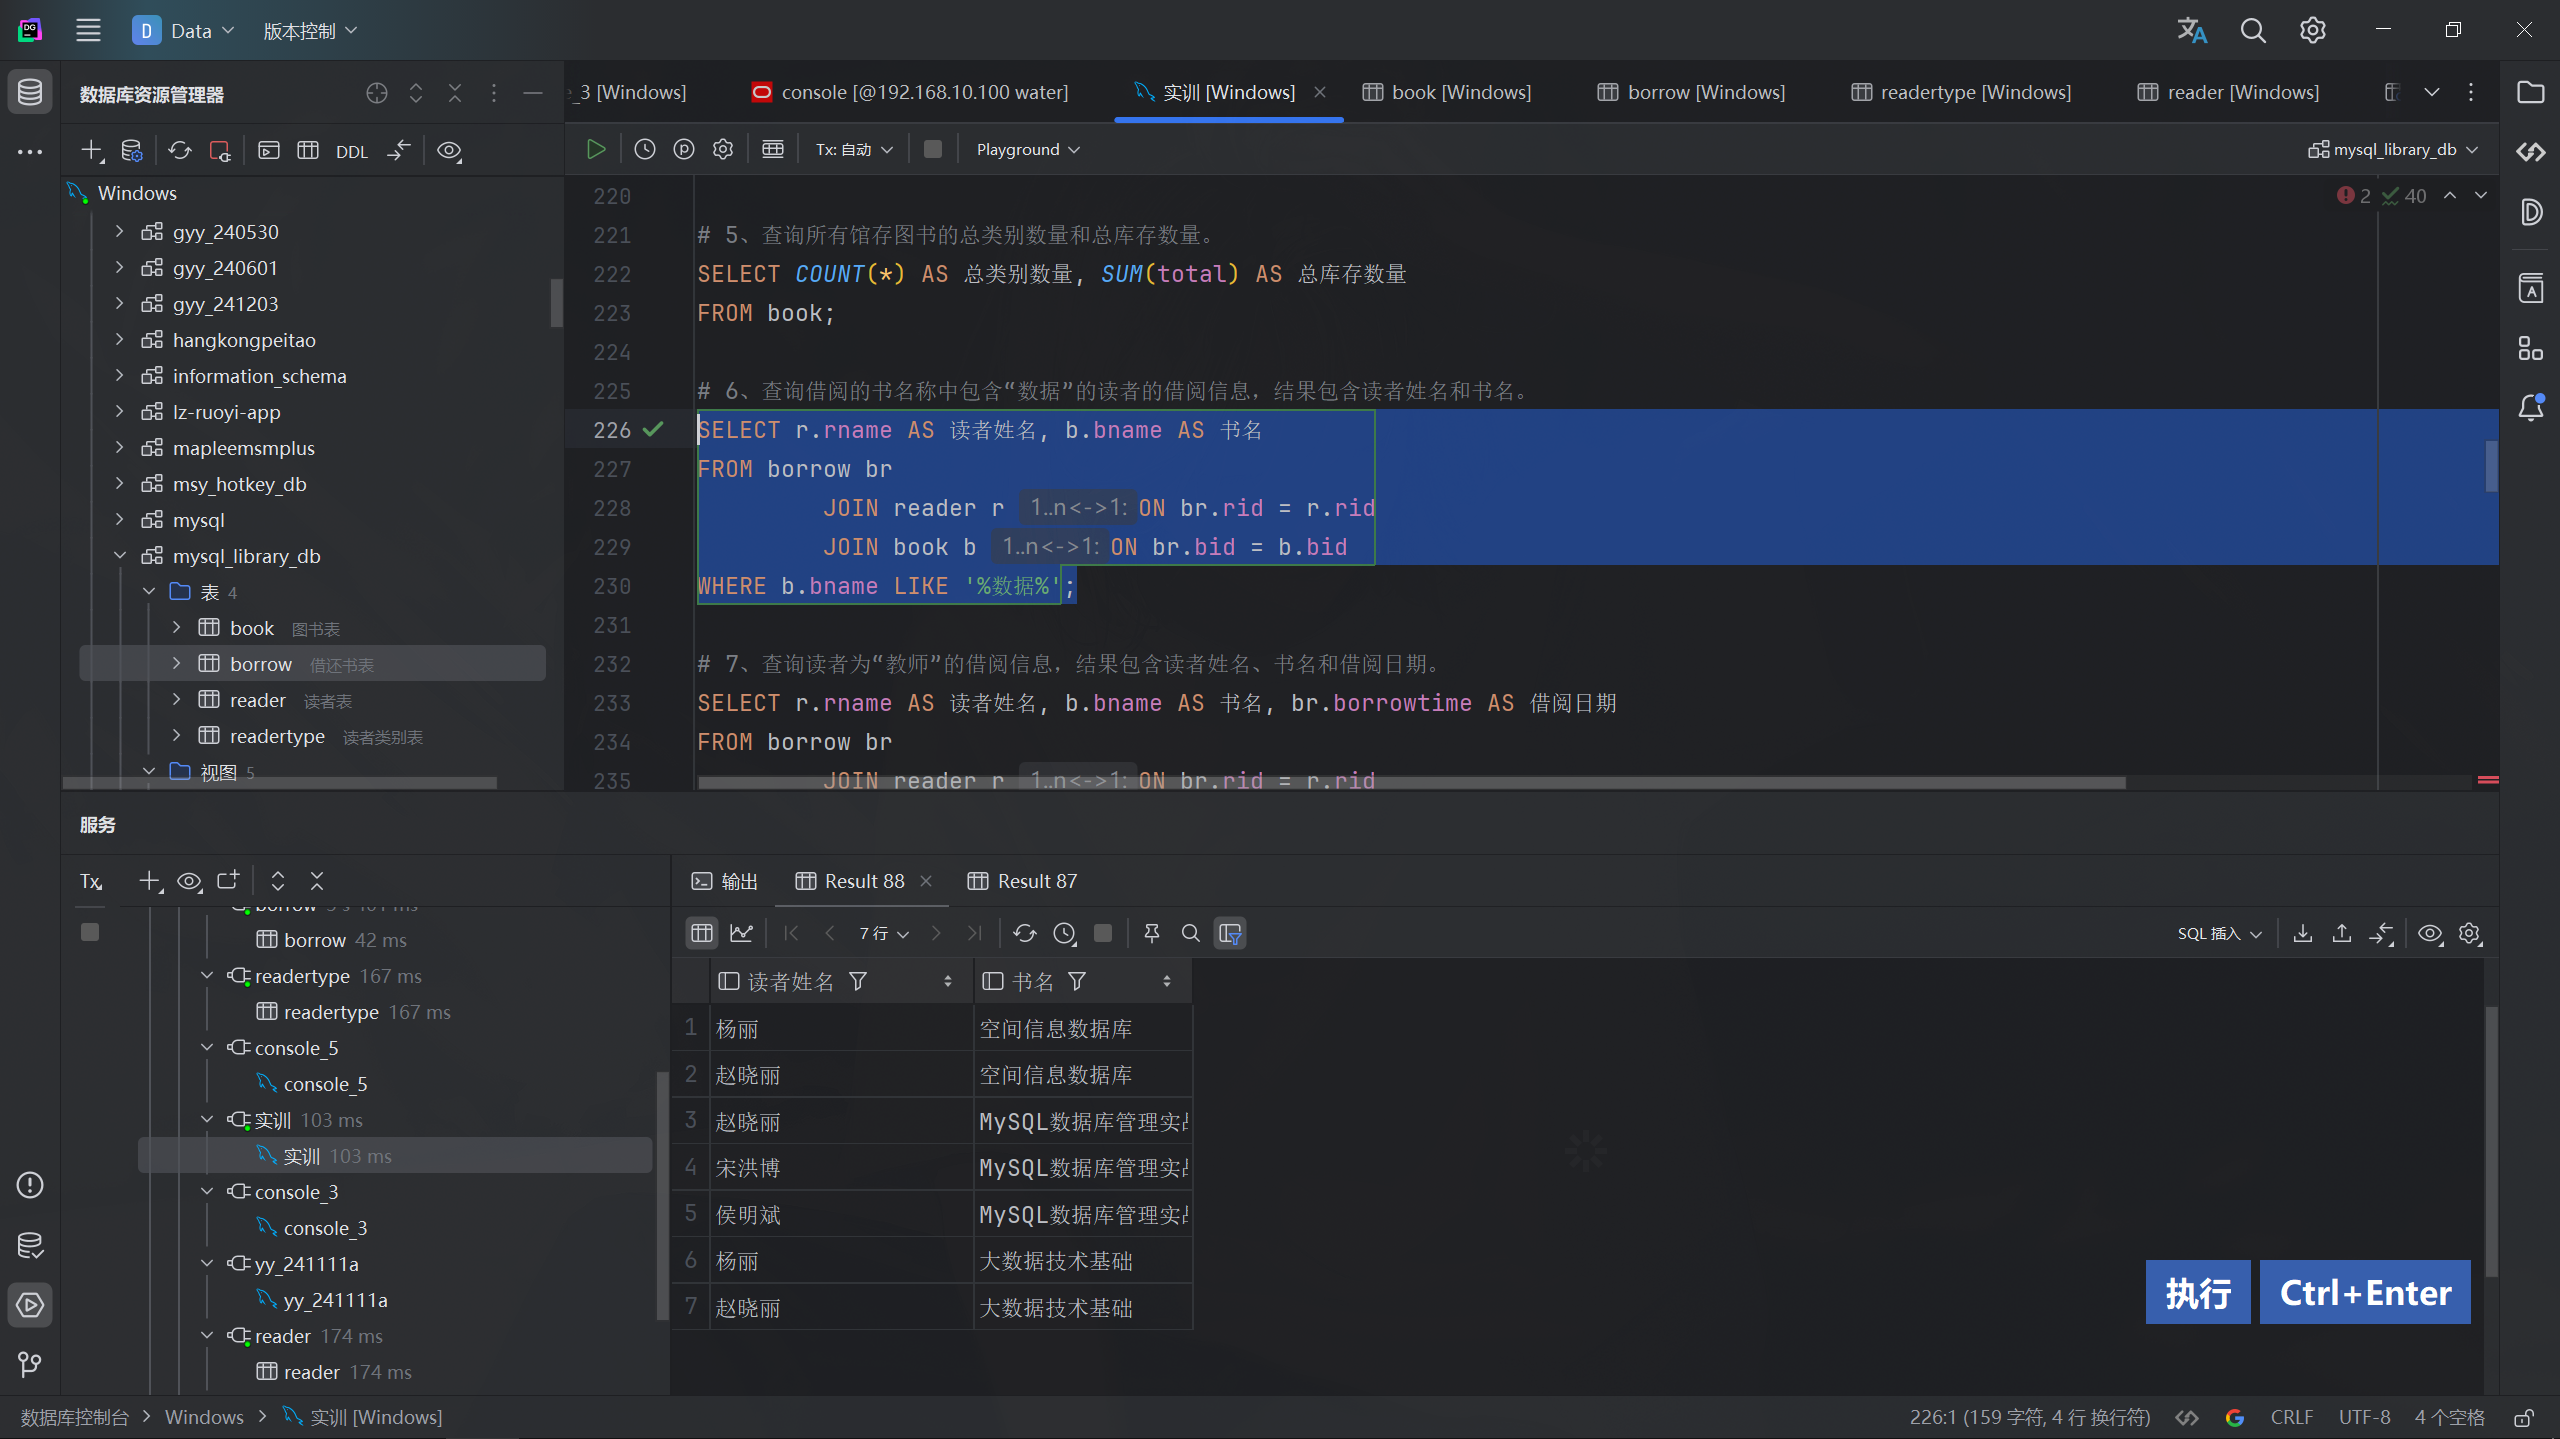 D Data 版本控制
数据库资源管理器
_3 [Windows] console [@192.168.10.100 water] 实训 [Windows] book [Windows] borrow [Windows] readertype [Windows] reader [Windows]
DDL
Tx: 自动 Playground mysql_library_db
Windows
gyy_240530
gyy_240601
gyy_241203
hangkongpeitao
information_schema
lz-ruoyi-app
mapleemsmplus
msy_hotkey_db
mysql
mysql_library_db
表 4
book 图书表
borrow 借还书表
reader 读者表
readertype 读者类别表
视图 5
2 40
220
221 # 5、查询所有馆存图书的总类别数量和总库存数量。
222 SELECT COUNT(*) AS 总类别数量, SUM(total) AS 总库存数量
223 FROM book;
224
225 # 6、查询借阅的书名称中包含“数据”的读者的借阅信息，结果包含读者姓名和书名。
226 SELECT r.rname AS 读者姓名, b.bname AS 书名
227 FROM borrow br
228 JOIN reader r 1..n<->1: ON br.rid = r.rid
229 JOIN book b 1..n<->1: ON br.bid = b.bid
230 WHERE b.bname LIKE '%数据%';
231
232 # 7、查询读者为“教师”的借阅信息，结果包含读者姓名、书名和借阅日期。
233 SELECT r.rname AS 读者姓名, b.bname AS 书名, br.borrowtime AS 借阅日期
234 FROM borrow br
235 JOIN reader r 1..n<->1: ON br.rid = r.rid
服务
Tx
borrow
borrow 42 ms
readertype 167 ms
readertype 167 ms
console_5
console_5
实训 103 ms
实训 103 ms
console_3
console_3
yy_241111a
yy_241111a
reader 174 ms
reader 174 ms
输出 Result 88 Result 87
7 行 SQL 插入
读者姓名 书名
1 杨丽 空间信息数据库
2 赵晓丽 空间信息数据库
3 赵晓丽 MySQL数据库管理实
4 宋洪博 MySQL数据库管理实
5 侯明斌 MySQL数据库管理实
6 杨丽 大数据技术基础
7 赵晓丽 大数据技术基础
执行 Ctrl+Enter
数据库控制台 Windows 实训 [Windows]
226:1 (159 字符, 4 行 换行符) CRLF UTF-8 4 个空格